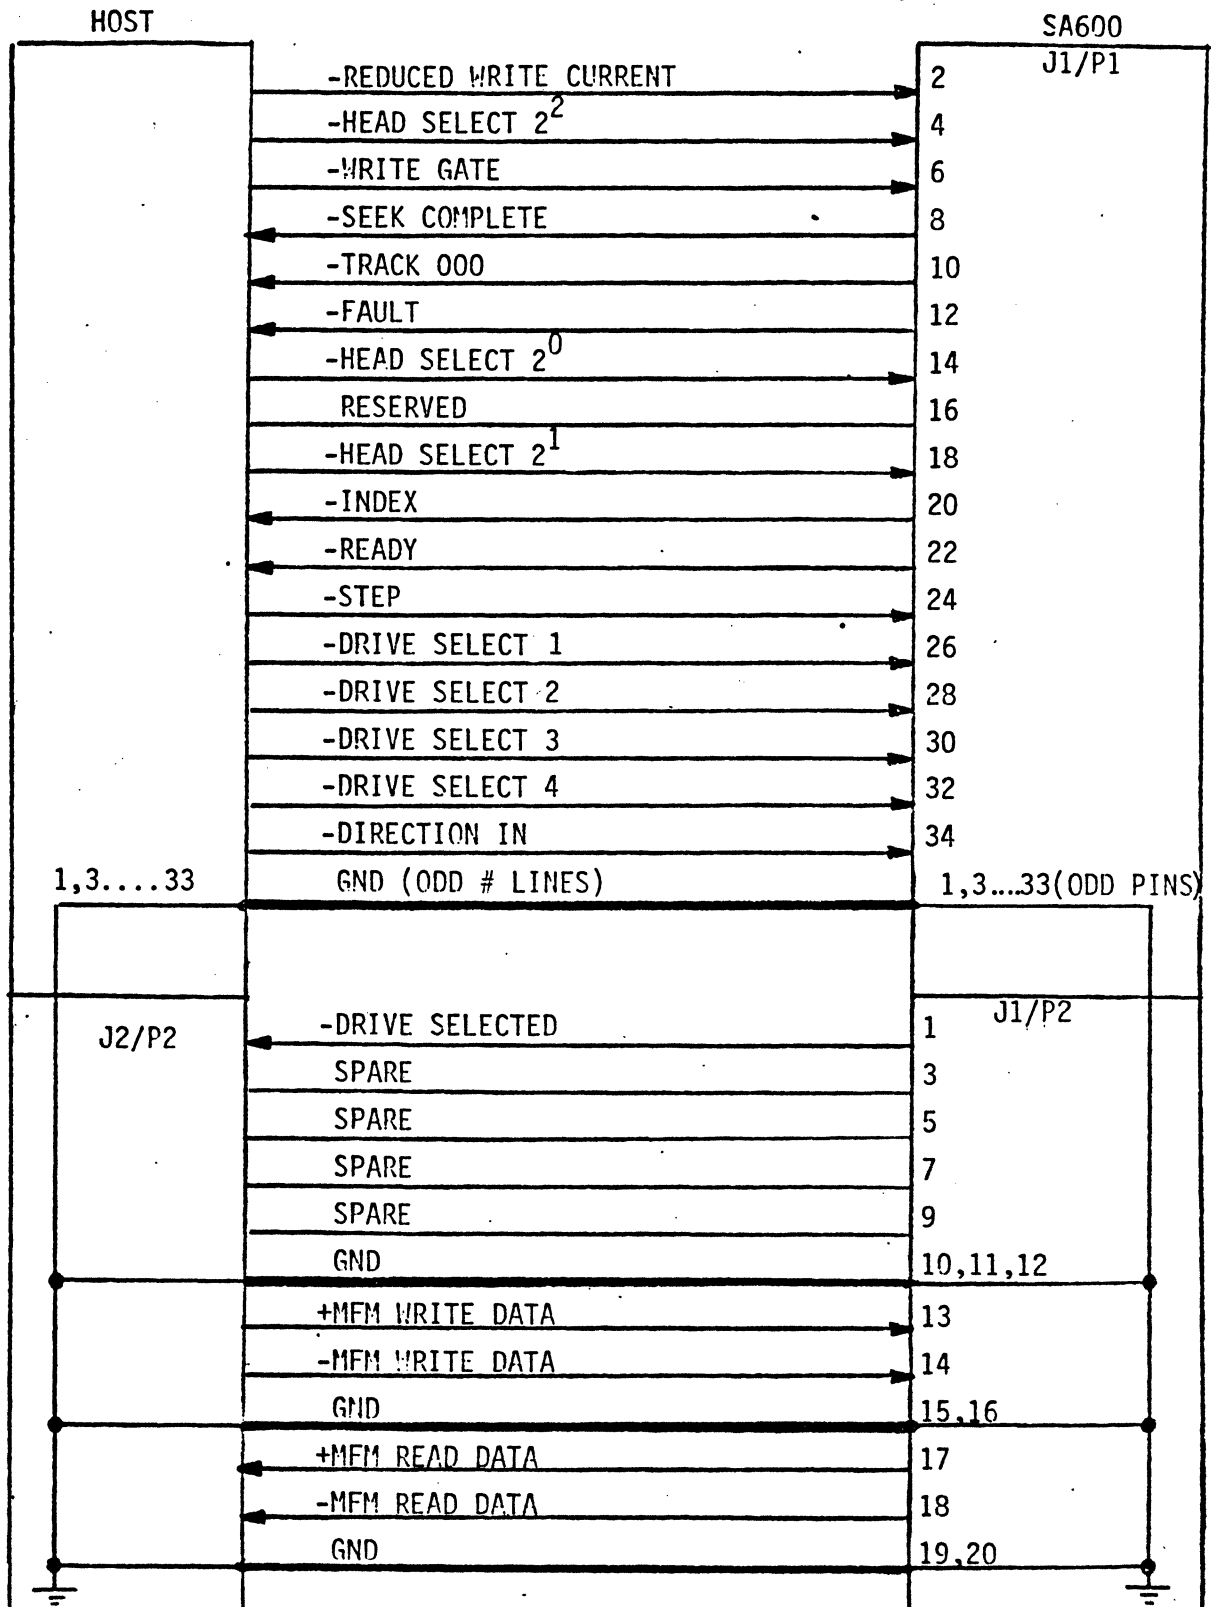 HOST SA600
J1/P1
-REDUCED WRITE CURRENT 2
-HEAD SELECT 2² 4
-WRITE GATE 6
-SEEK COMPLETE 8
-TRACK 000 10
-FAULT 12
-HEAD SELECT 2⁰ 14
RESERVED 16
-HEAD SELECT 2¹ 18
-INDEX 20
-READY 22
-STEP 24
-DRIVE SELECT 1 26
-DRIVE SELECT 2 28
-DRIVE SELECT 3 30
-DRIVE SELECT 4 32
-DIRECTION IN 34
1,3....33 GND (ODD # LINES) 1,3....33(ODD PINS)
J2/P2 J1/P2
-DRIVE SELECTED 1
SPARE 3
SPARE 5
SPARE 7
SPARE 9
GND 10,11,12
+MFM WRITE DATA 13
-MFM WRITE DATA 14
GND 15,16
+MFM READ DATA 17
-MFM READ DATA 18
GND 19,20